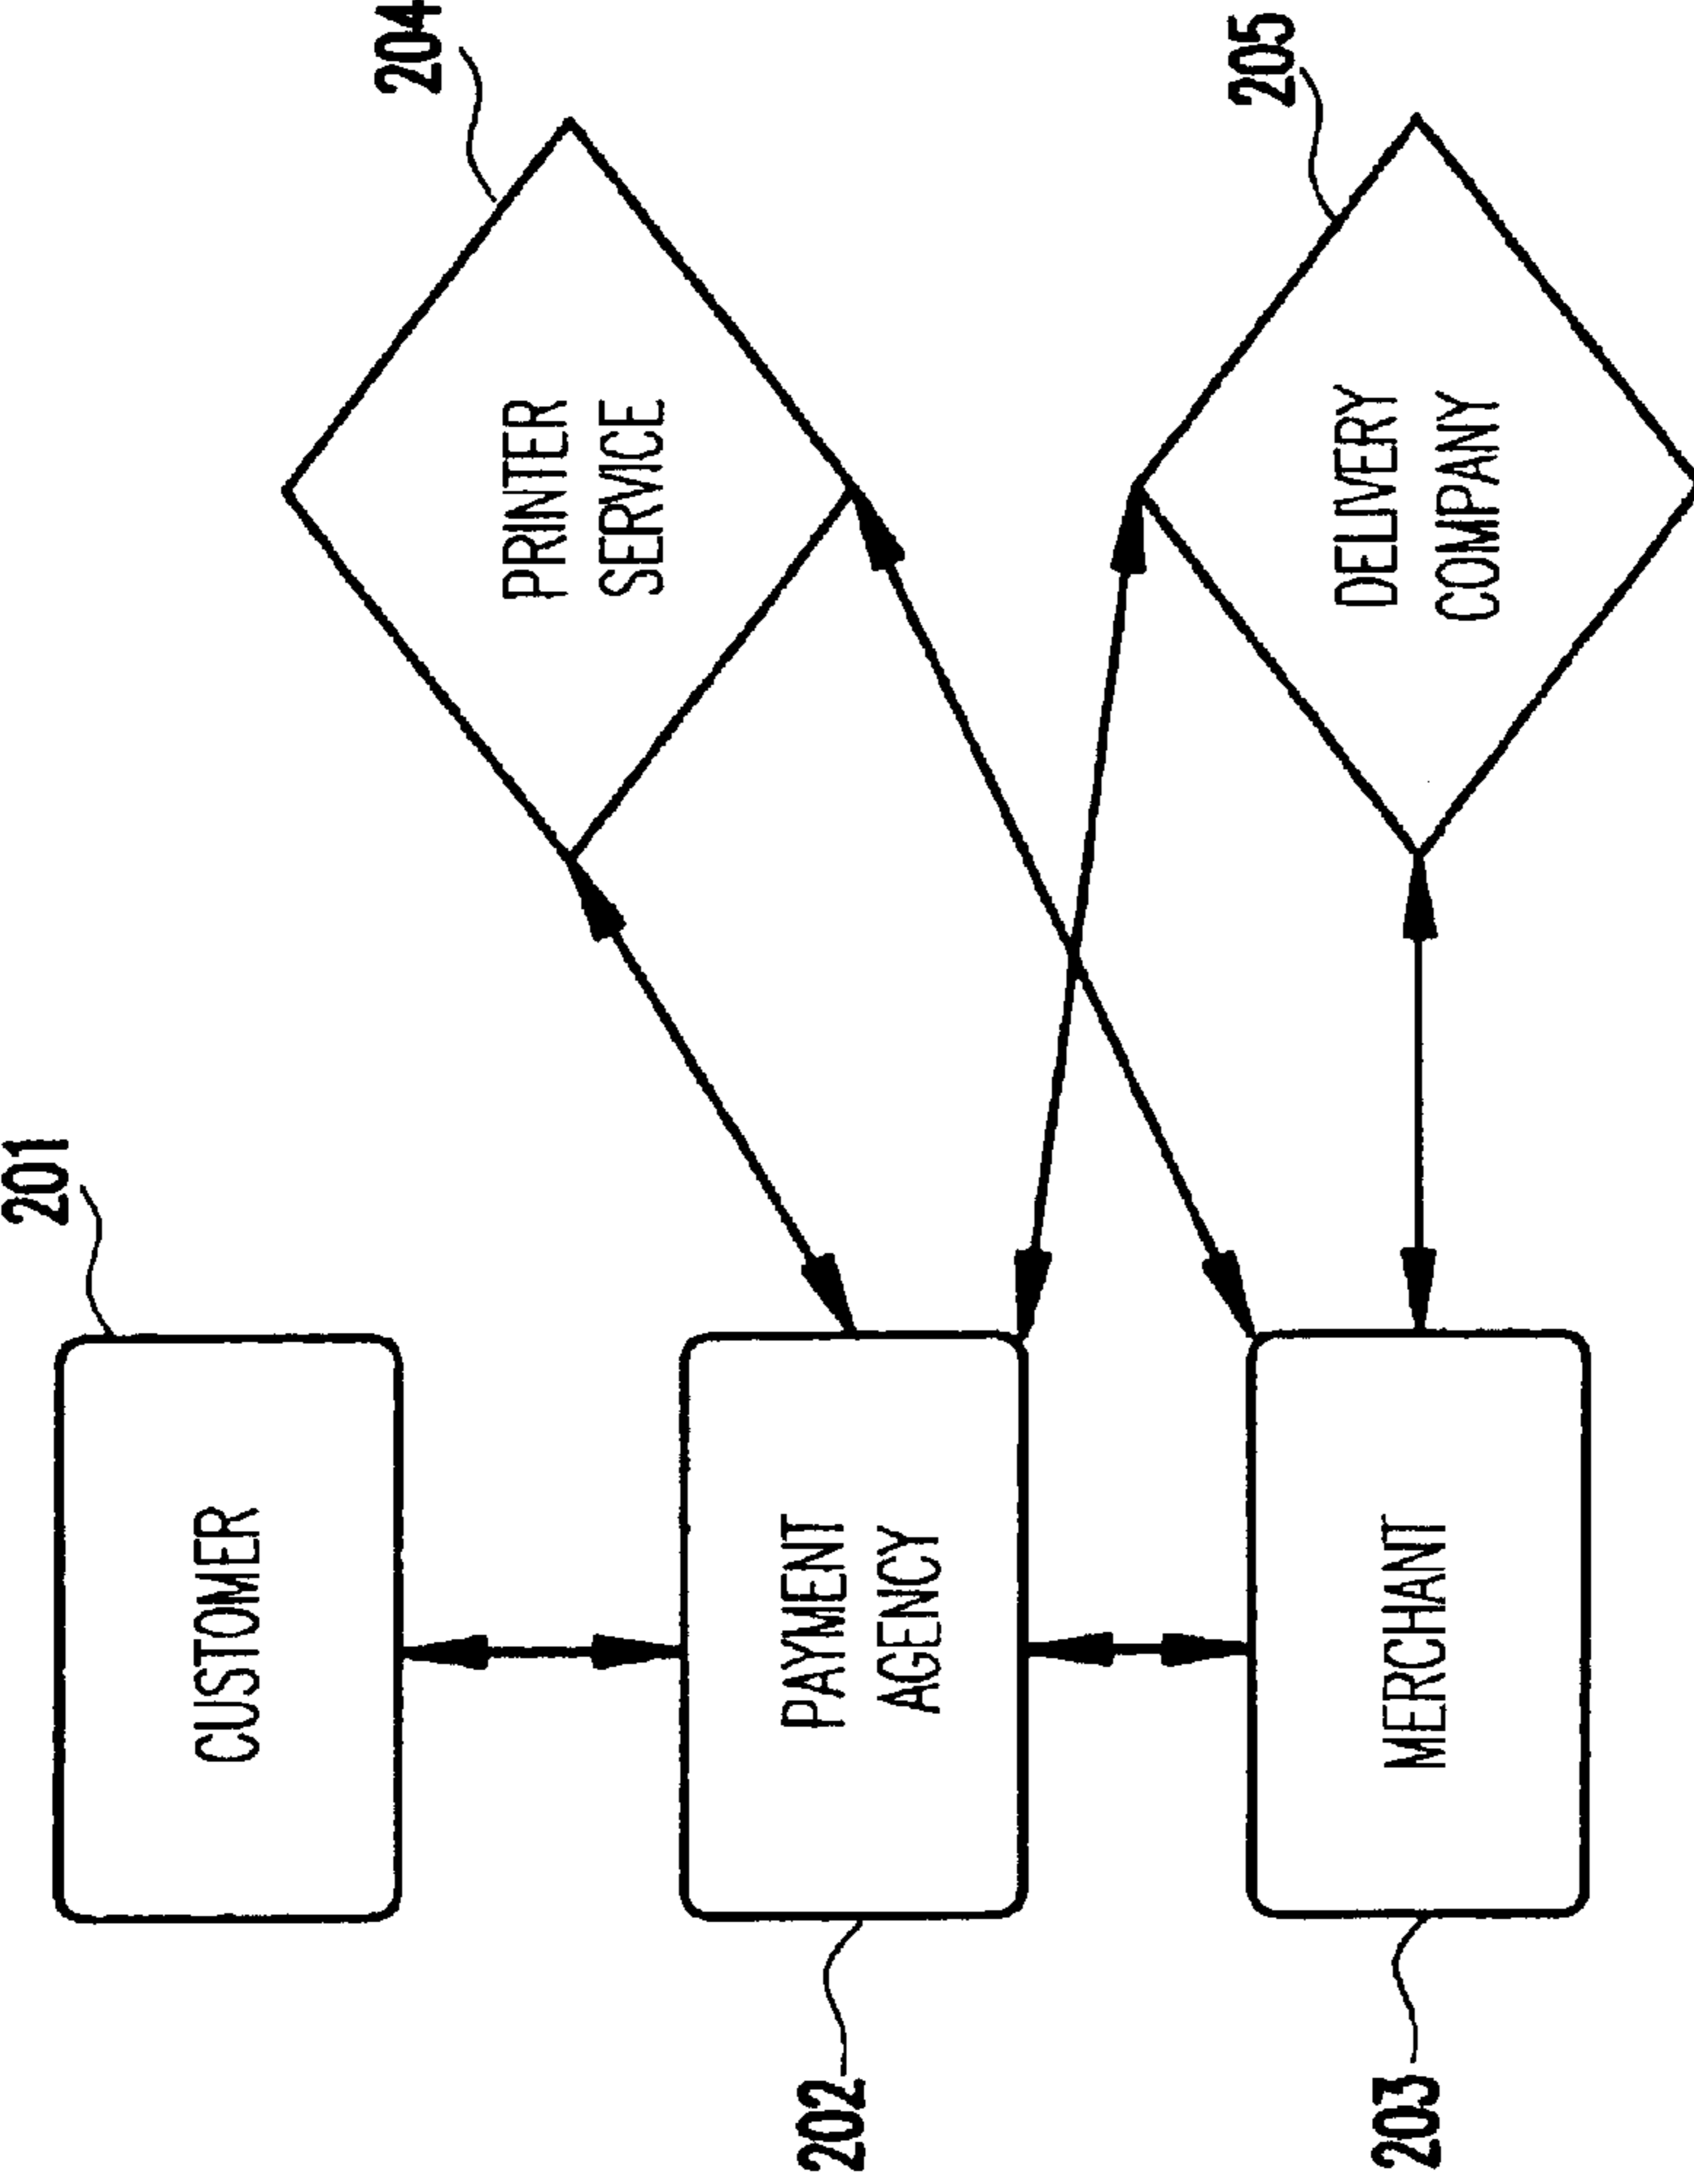 201
CUSTOMER
202
PAYMENT
AGENCY
203
MERCHANT
204
PRINTER
SERVICE
205
DELIVERY
COMPANY